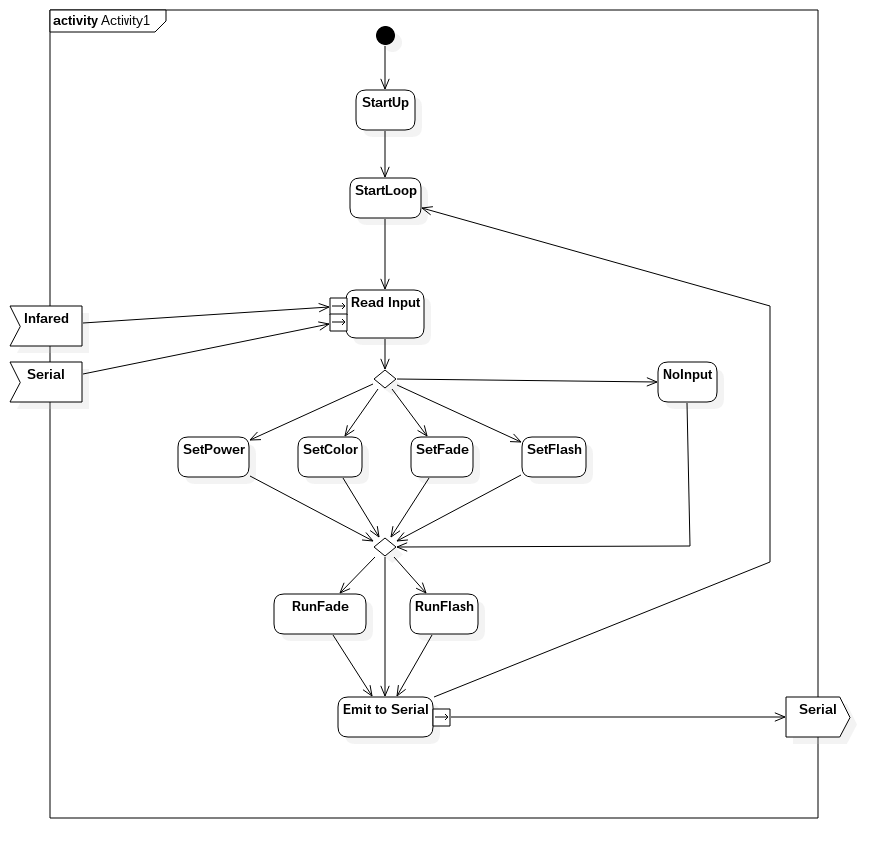 activity Activity1
StartUp
StartLoop
Infared
Read Input
Serial
NoInput
SetPower
SetColor
SetFade
SetFlash
RunFade
RunFlash
Emit to Serial
Serial